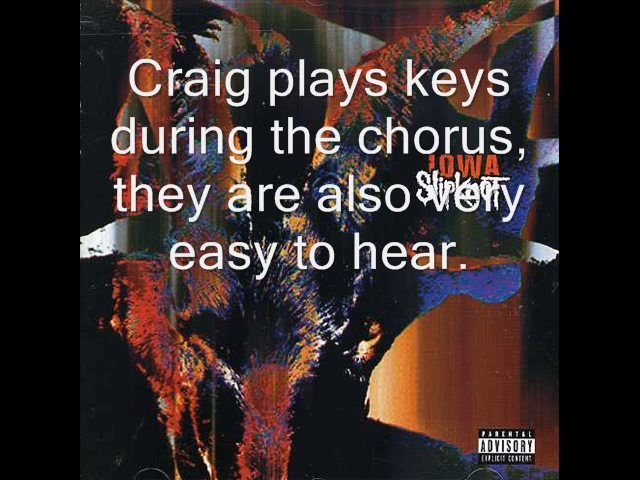 Craig plays keys
during the chorus,
IOWA
they are also very
Slipknot
easy to hear.
PARENTAL
ADVISORY
EXPLICIT CONTENT